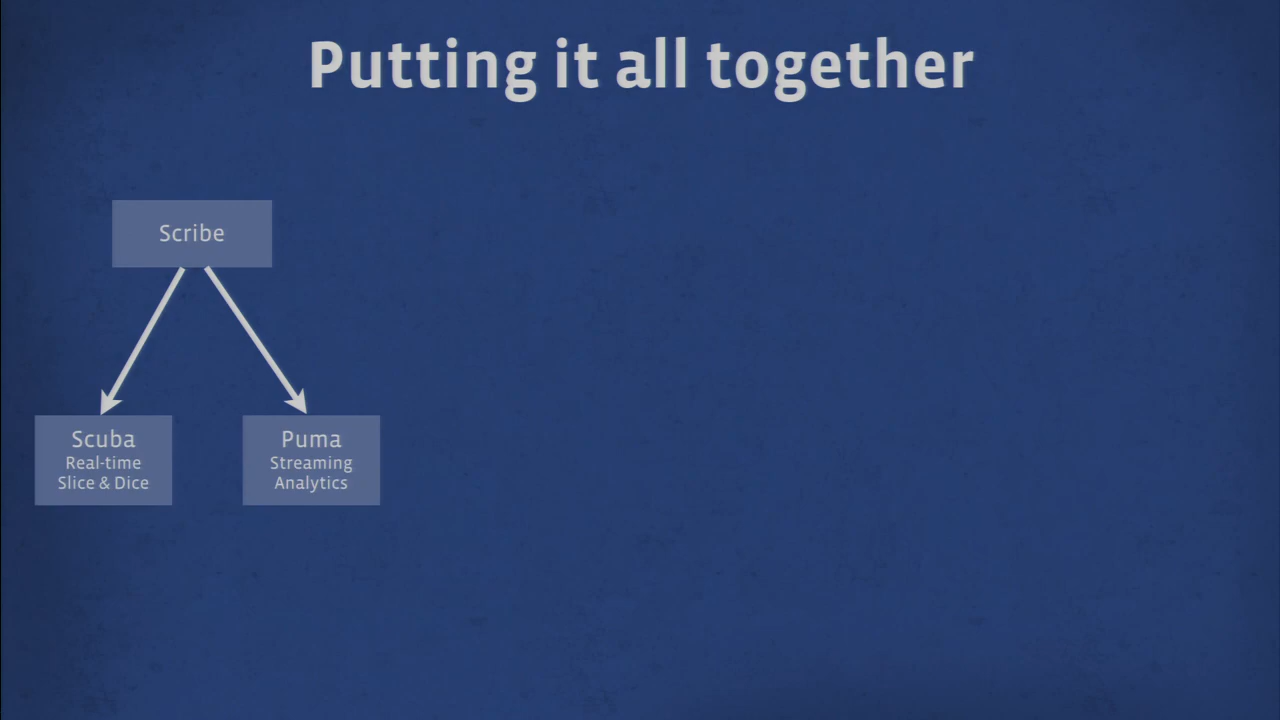 Putting it all together
Scribe
Scuba
Real-time
Slice & Dice
Puma
Streaming
Analytics